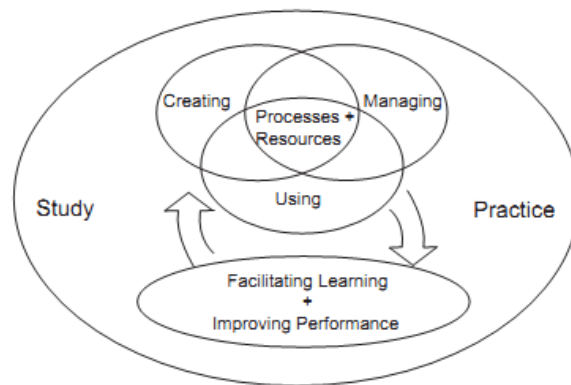 Creating
Managing
Processes +
Resources
Using
Study
Practice
Facilitating Learning
+
Improving Performance